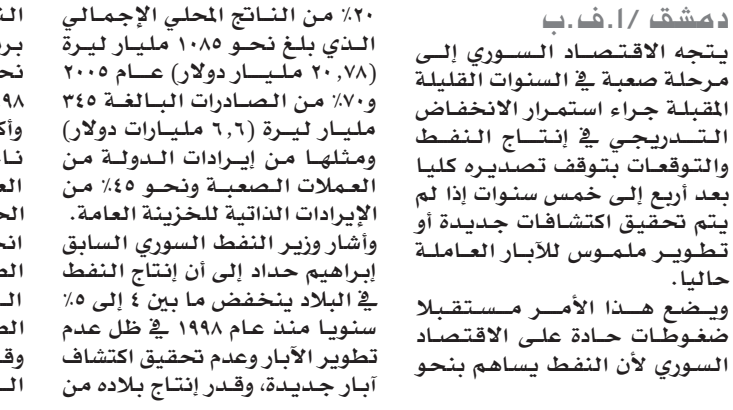 دمشق /ا.ف.ب
يتجه الاقتصاد السوري إلى
مرحلة صعبة في السنوات القليلة
المقبلة جراء استمرار الانخفاض
التدريجي في إنتاج النفط
والتوقعات بتوقف تصديره كليا
بعد أربع إلى خمس سنوات إذا لم
يتم تحقيق اكتشافات جديدة أو
تطوير ملموس للآبار العاملة
حاليا.
ويضع هذا الأمر مستقبلا
ضغوطات حادة على الاقتصاد
السوري لأن النفط يساهم بنحو
٢٠٪ من الناتج المحلي الإجمالي
الذي بلغ نحو ١٠٨٥ مليار ليرة
(٢٠,٧٨ مليار دولار) عام ٢٠٠٥
و٧٠٪ من الصادرات البالغة ٣٤٥
مليار ليرة (٦,٦ مليارات دولار)
ومثلها من إيرادات الدولة من
العملات الصعبة ونحو ٤٥٪ من
الإيرادات الذاتية للخزينة العامة.
وأشار وزير النفط السوري السابق
إبراهيم حداد إلى أن إنتاج النفط
في البلاد ينخفض ما بين ٤ إلى ٥٪
سنويا منذ عام ١٩٩٨ في ظل عدم
تطوير الآبار وعدم تحقيق اكتشاف
آبار جديدة، وقدر إنتاج بلاده من